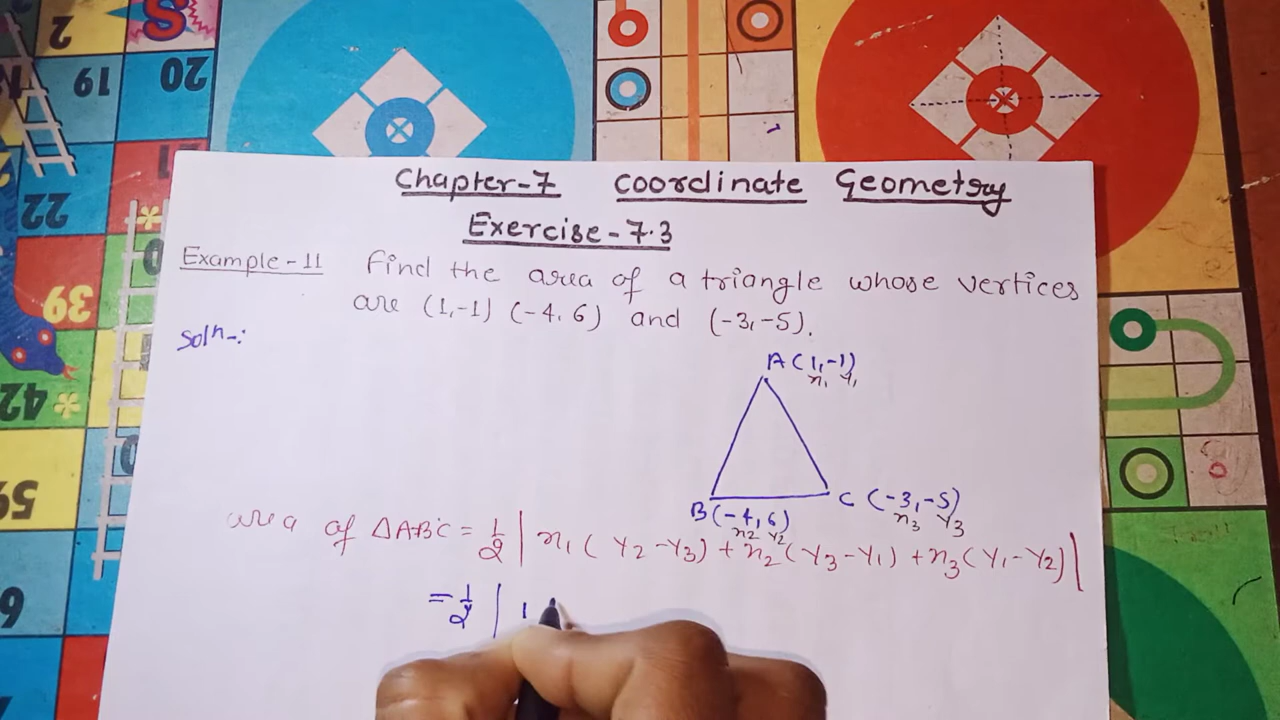 Chapter-7 Coordinate Geometry
Exercise-7.3
Example-11 Find the area of a triangle whose vertices
are (1,-1) (-4,6) and (-3,-5).
Solⁿ-:
A(1,-1)
x₁ y₁
B(-4,6)
x₂ y₂
C(-3,-5)
x₃ y₃
area of △ABC = 1/2 | x₁(y₂-y₃)+x₂(y₃-y₁)+x₃(y₁-y₂)|
= 1/2 | 1
2
S
19
20
21
22
39
42
59
6